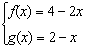 f(x) = 4 − 2x
g(x) = 2 − x